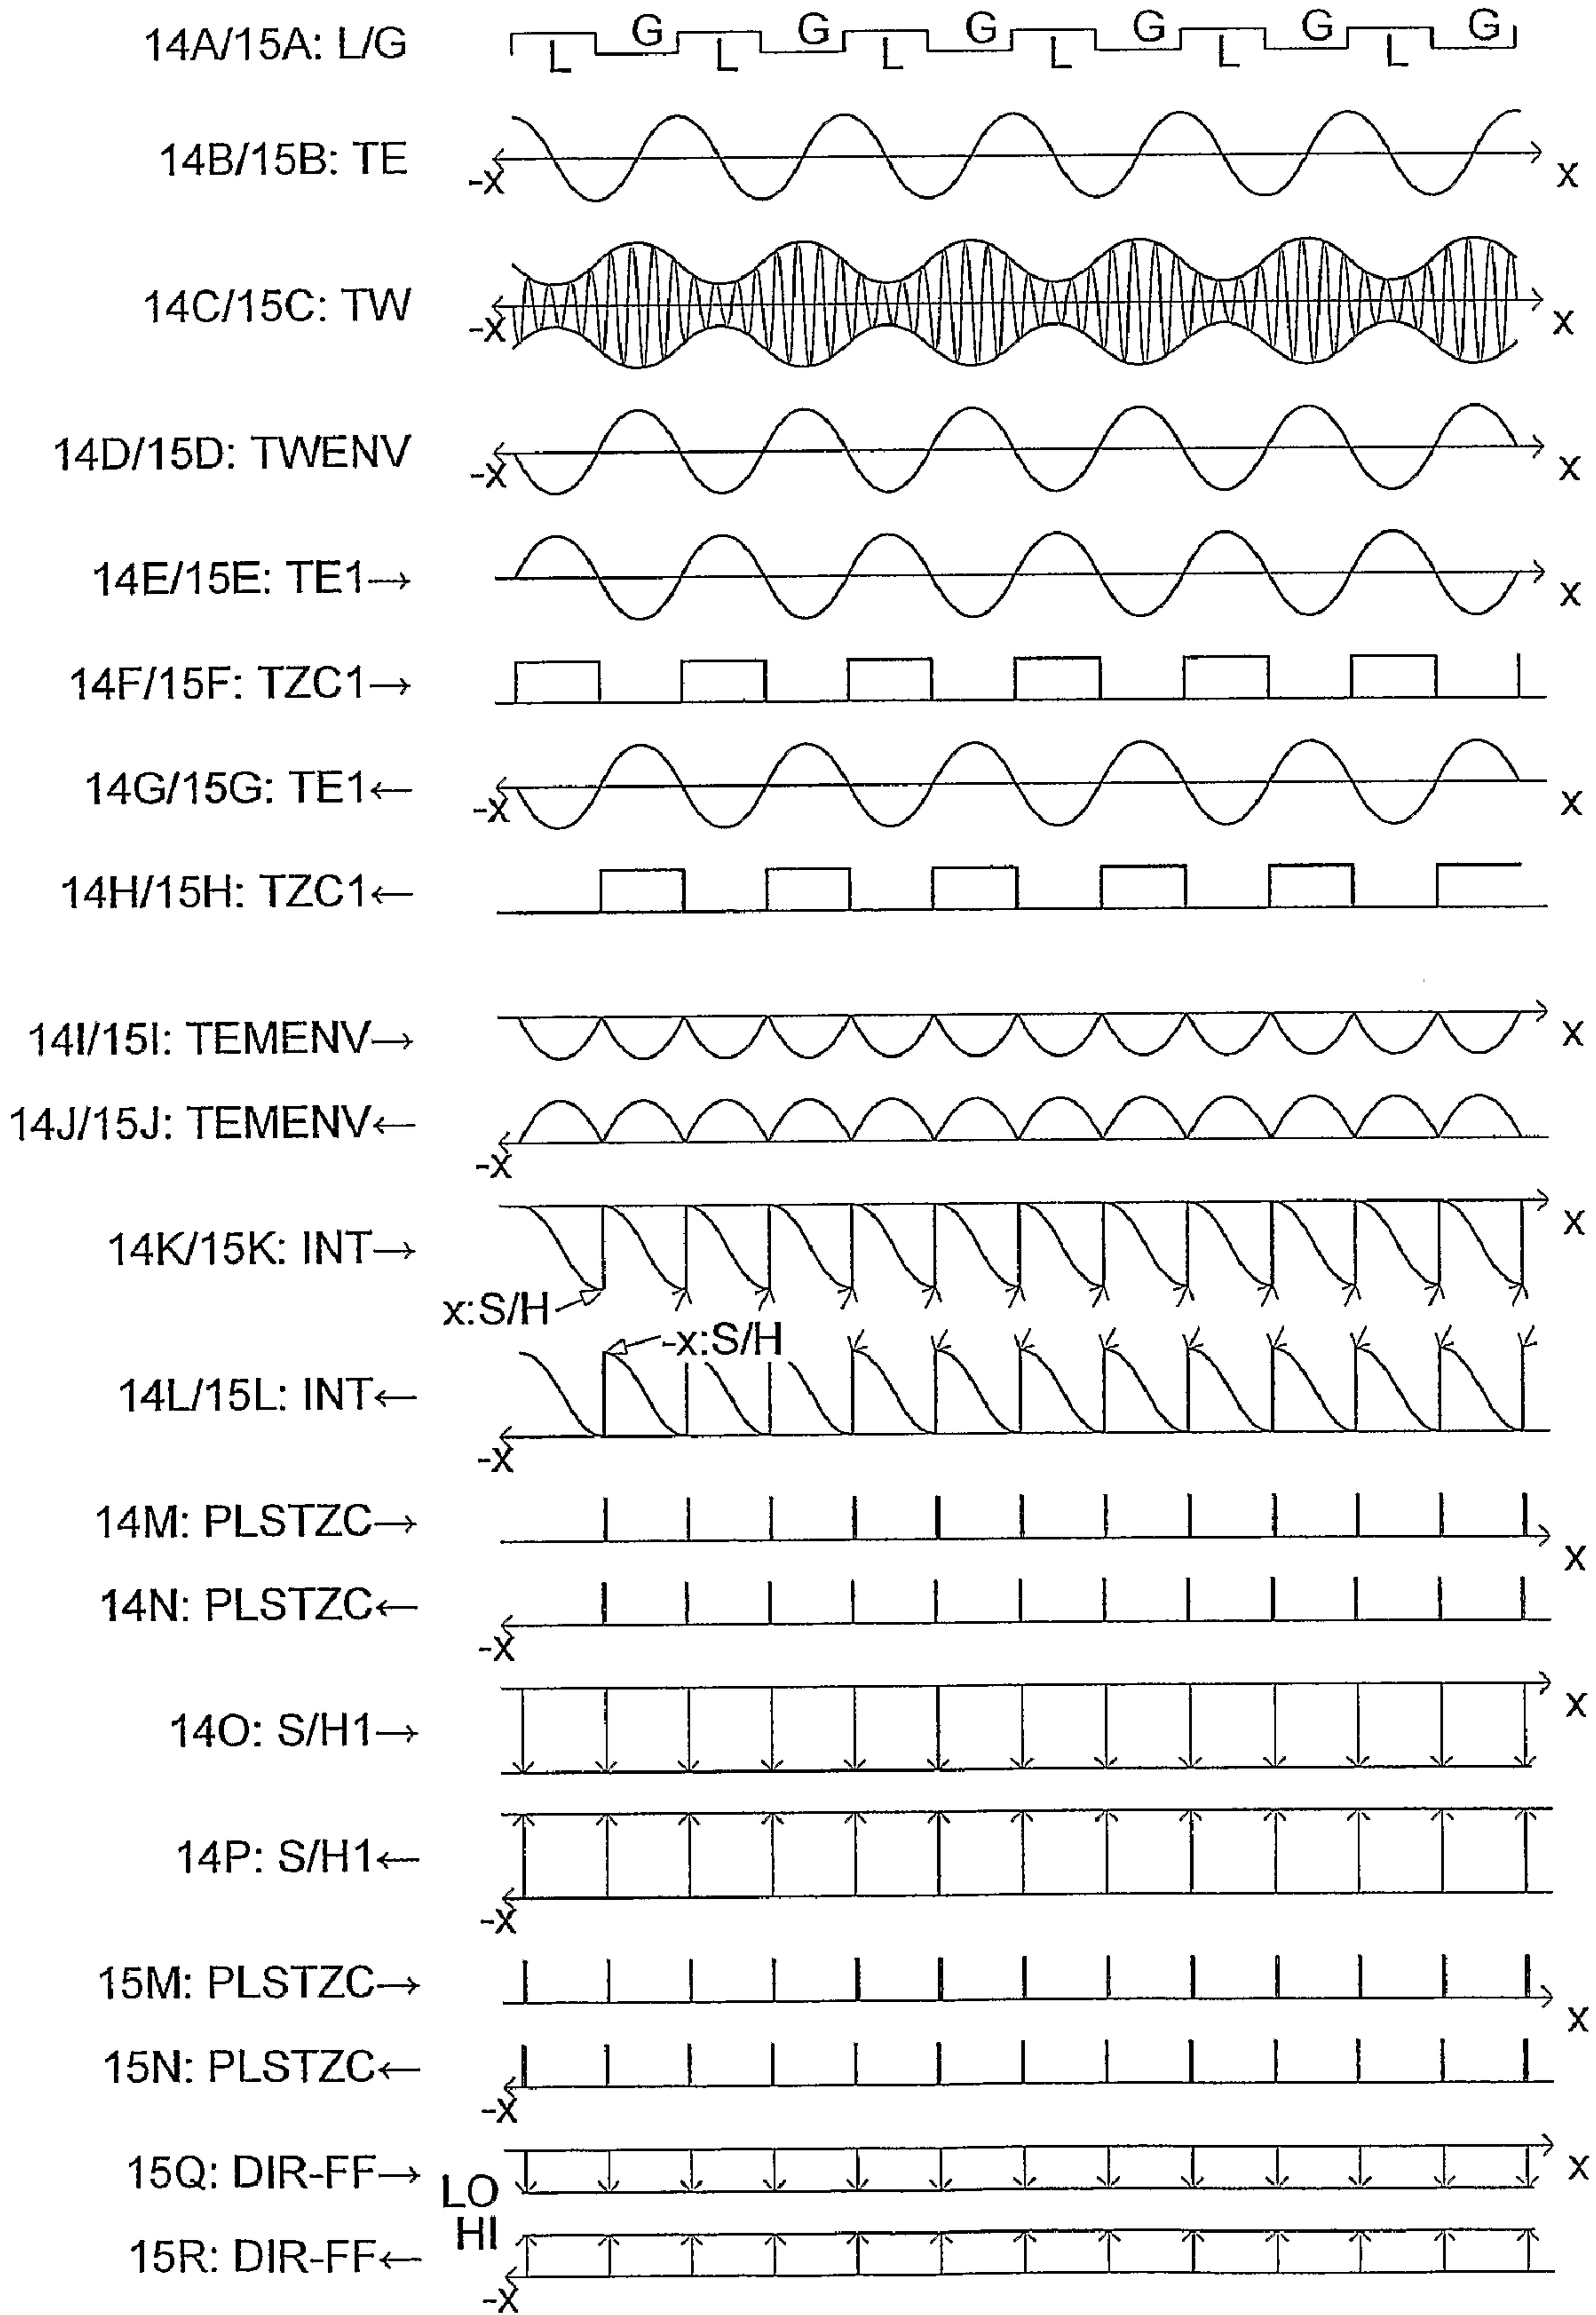 14A/15A: L/G L G L G L G L G L G L G
14B/15B: TE -x x
14C/15C: TW -x x
14D/15D: TWENV -x x
14E/15E: TE1→ x
14F/15F: TZC1→
14G/15G: TE1← -x x
14H/15H: TZC1←
14I/15I: TEMENV→ x
14J/15J: TEMENV← -x
14K/15K: INT→ x
x:S/H
-x:S/H
14L/15L: INT← -x
14M: PLSTZC→ x
14N: PLSTZC← -x
14O: S/H1→ x
14P: S/H1← -x
15M: PLSTZC→ x
15N: PLSTZC← -x
15Q: DIR-FF→ LO x
15R: DIR-FF← HI -x